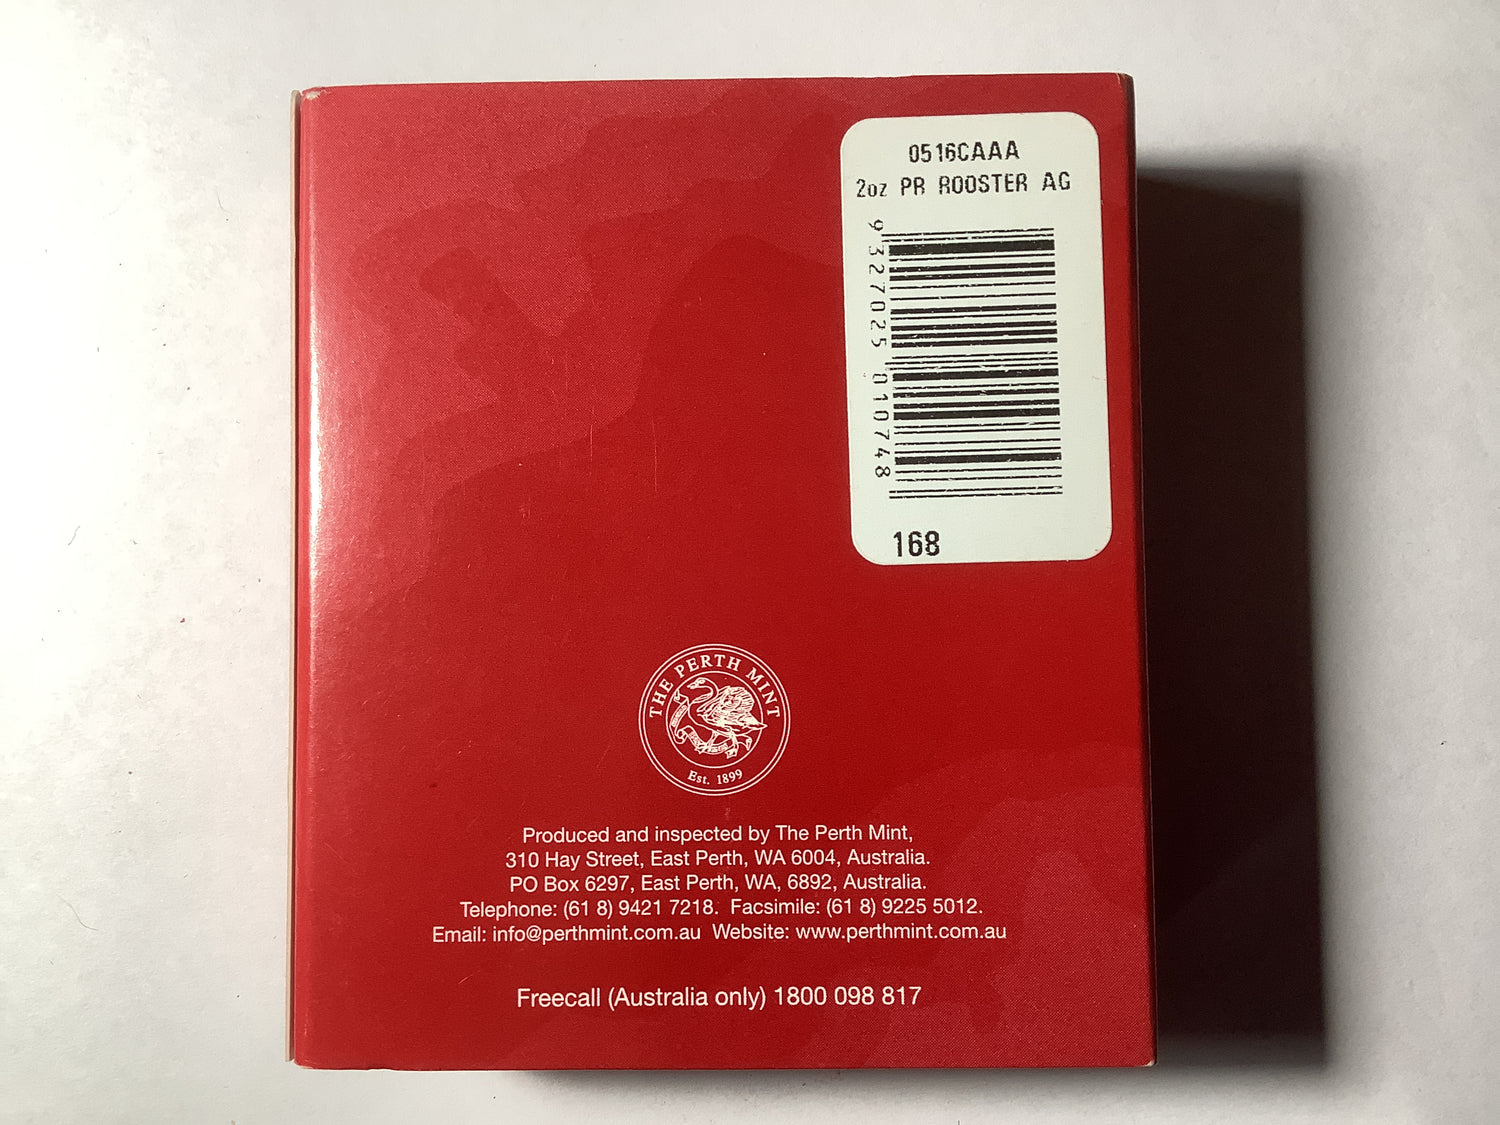 0516CAAA
2oz PR ROOSTER AG
9 327025 010748
168
THE PERTH MINT
Est. 1899
Produced and inspected by The Perth Mint,
310 Hay Street, East Perth, WA 6004, Australia.
PO Box 6297, East Perth, WA, 6892, Australia.
Telephone: (61 8) 9421 7218. Facsimile: (61 8) 9225 5012.
Email: info@perthmint.com.au Website: www.perthmint.com.au
Freecall (Australia only) 1800 098 817